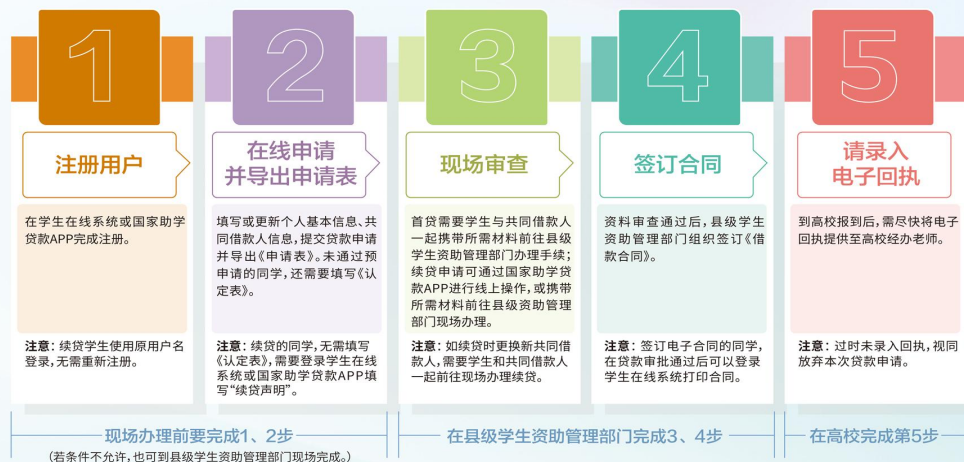 1
注册用户
在学生在线系统或国家助学
贷款APP完成注册。
注意：续贷学生使用原用户名
登录,无需重新注册。
2
在线申请
并导出申请表
填写或更新个人基本信息、共
同借款人信息,提交贷款申请
并导出《申请表》。未通过预
申请的同学,还需要填写《认
定表》。
注意：续贷的同学,无需填写
《认定表》,需要登录学生在线
系统或国家助学贷款APP填
写“续贷声明”。
3
现场审查
首贷需要学生与共同借款人
一起携带所需材料前往县级
学生资助管理部门办理手续；
续贷申请可通过国家助学贷
款APP进行线上操作,或携带
所需材料前往县级资助管理
部门现场办理。
注意：如续贷时更换新共同借
款人,需要学生和共同借款人
一起前往现场办理续贷。
4
签订合同
资料审查通过后,县级学生
资助管理部门组织签订《借
款合同》。
注意：签订电子合同的同学,
在贷款审批通过后可以登录
学生在线系统打印合同。
5
请录入
电子回执
到高校报到后,需尽快将电子
回执提供至高校经办老师。
注意：过时未录入回执,视同
放弃本次贷款申请。
现场办理前要完成1、2步
(若条件不允许,也可到县级学生资助管理部门现场完成。)
在县级学生资助管理部门完成3、4步
在高校完成第5步